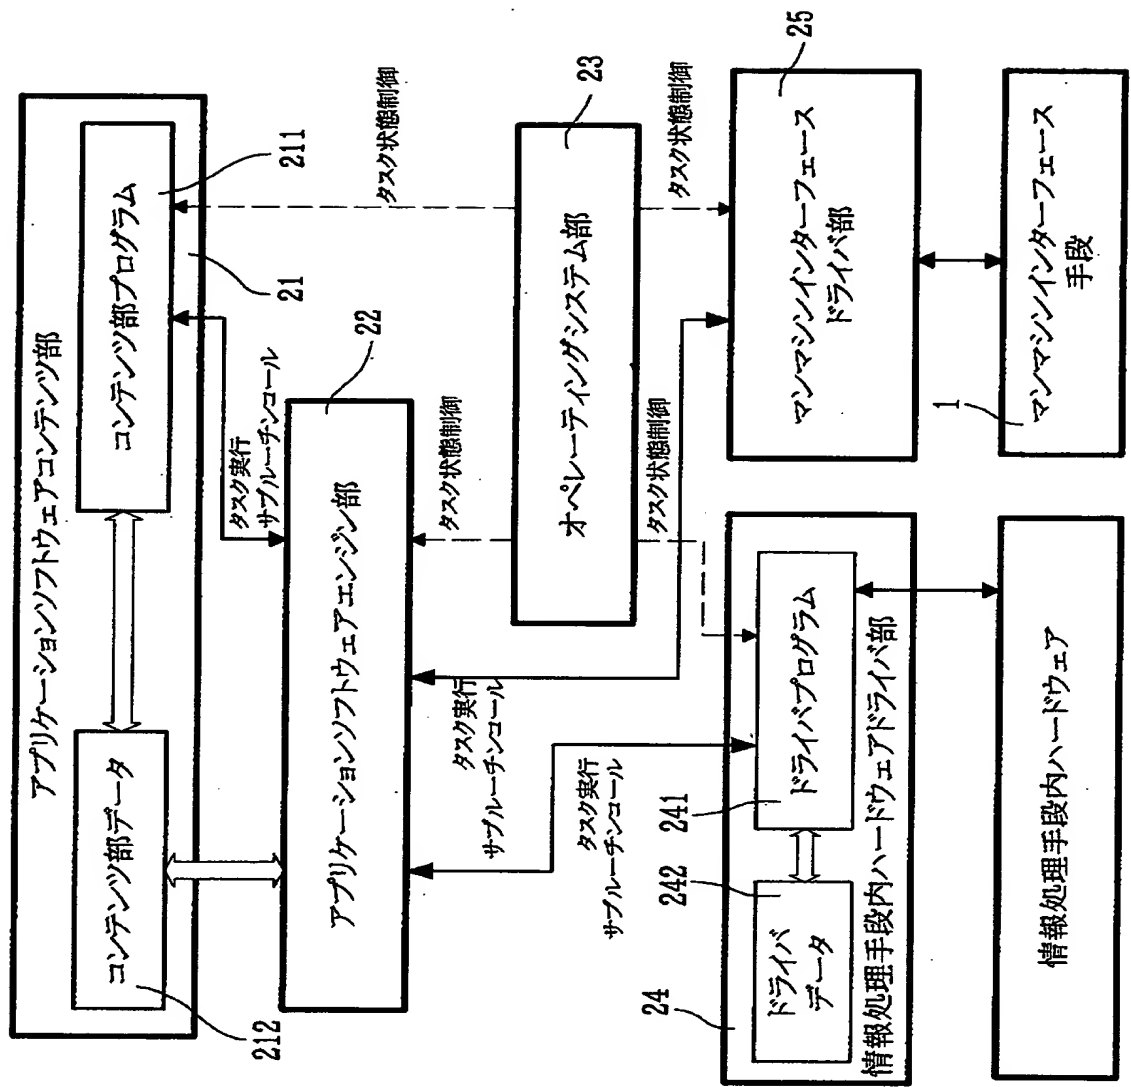 アプリケーションソフトウェアコンテンツ部
コンテンツ部データ
212
コンテンツ部プログラム
211
21
タスク実行
サブルーチンコール
タスク状態制御
アプリケーションソフトウェアエンジン部
22
タスク状態制御
オペレーティングシステム部
23
タスク実行
サブルーチンコール
タスク実行
サブルーチンコール
タスク状態制御
タスク状態制御
24
ドライバ
データ
242
ドライバプログラム
241
情報処理手段内ハードウェアドライバ部
マンマシンインターフェース
ドライバ部
25
情報処理手段内ハードウェア
マンマシンインターフェース
手段
1